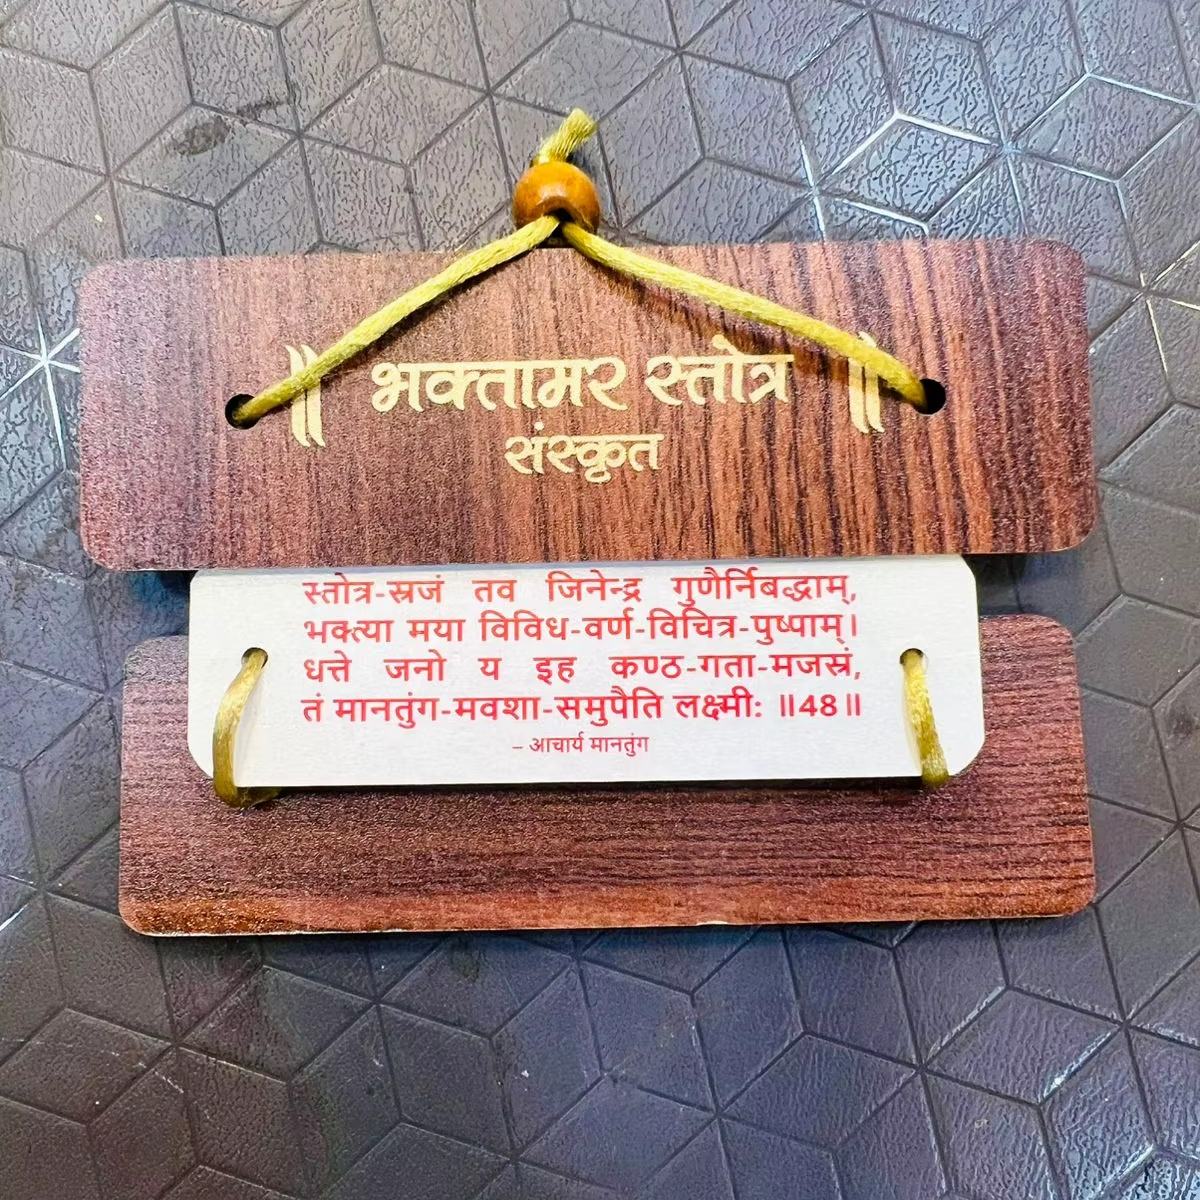 ॥ भक्तामर स्तोत्र ॥
संस्कृत
स्तोत्र-स्रजं तव जिनेन्द्र गुणैर्निबद्धाम्,
भक्त्या मया विविध-वर्ण-विचित्र-पुष्पाम्।
धत्ते जनो य इह कण्ठ-गता-मजस्रं,
तं मानतुंग-मवशा-समुपैति लक्ष्मी: ॥48॥
– आचार्य मानतुंग